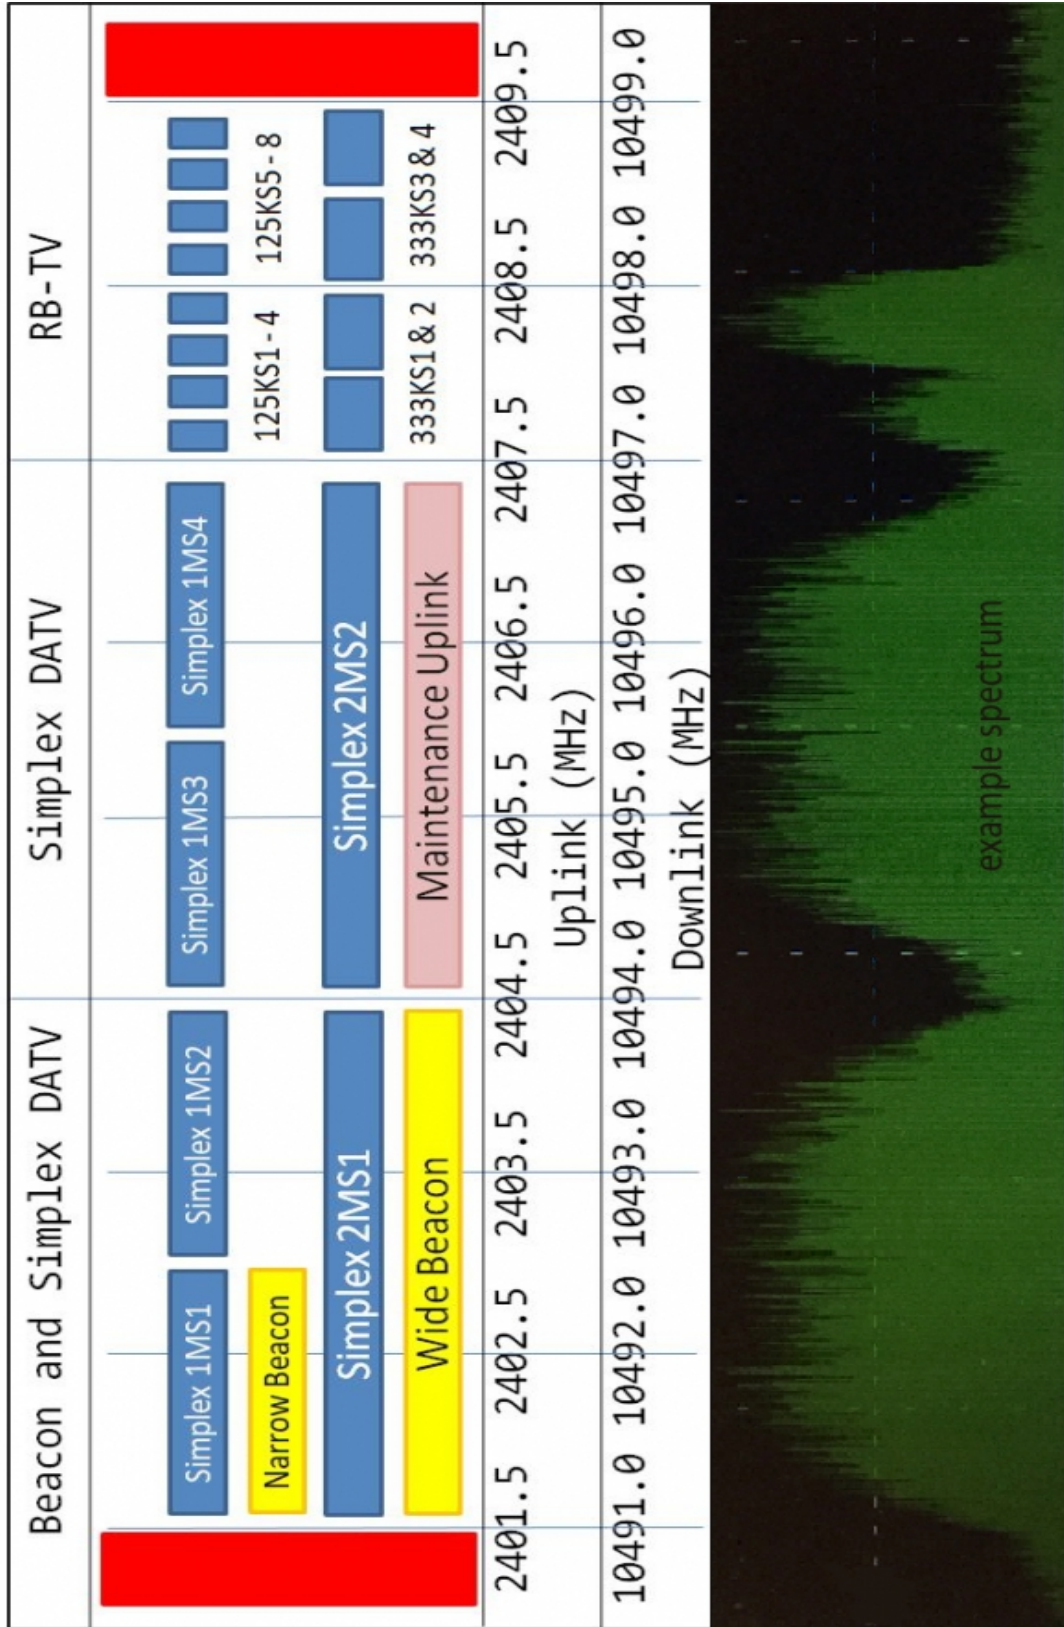 Beacon and Simplex DATV
Simplex DATV
RB-TV
Simplex 1MS1
Simplex 1MS2
Simplex 1MS3
Simplex 1MS4
Narrow Beacon
125KS1-4
125KS5-8
Simplex 2MS1
Simplex 2MS2
Wide Beacon
Maintenance Uplink
333KS1&2
333KS3&4
2401.5 2402.5 2403.5 2404.5 2405.5 2406.5 2407.5 2408.5 2409.5
Uplink (MHz)
10491.0 10492.0 10493.0 10494.0 10495.0 10496.0 10497.0 10498.0 10499.0
Downlink (MHz)
example spectrum